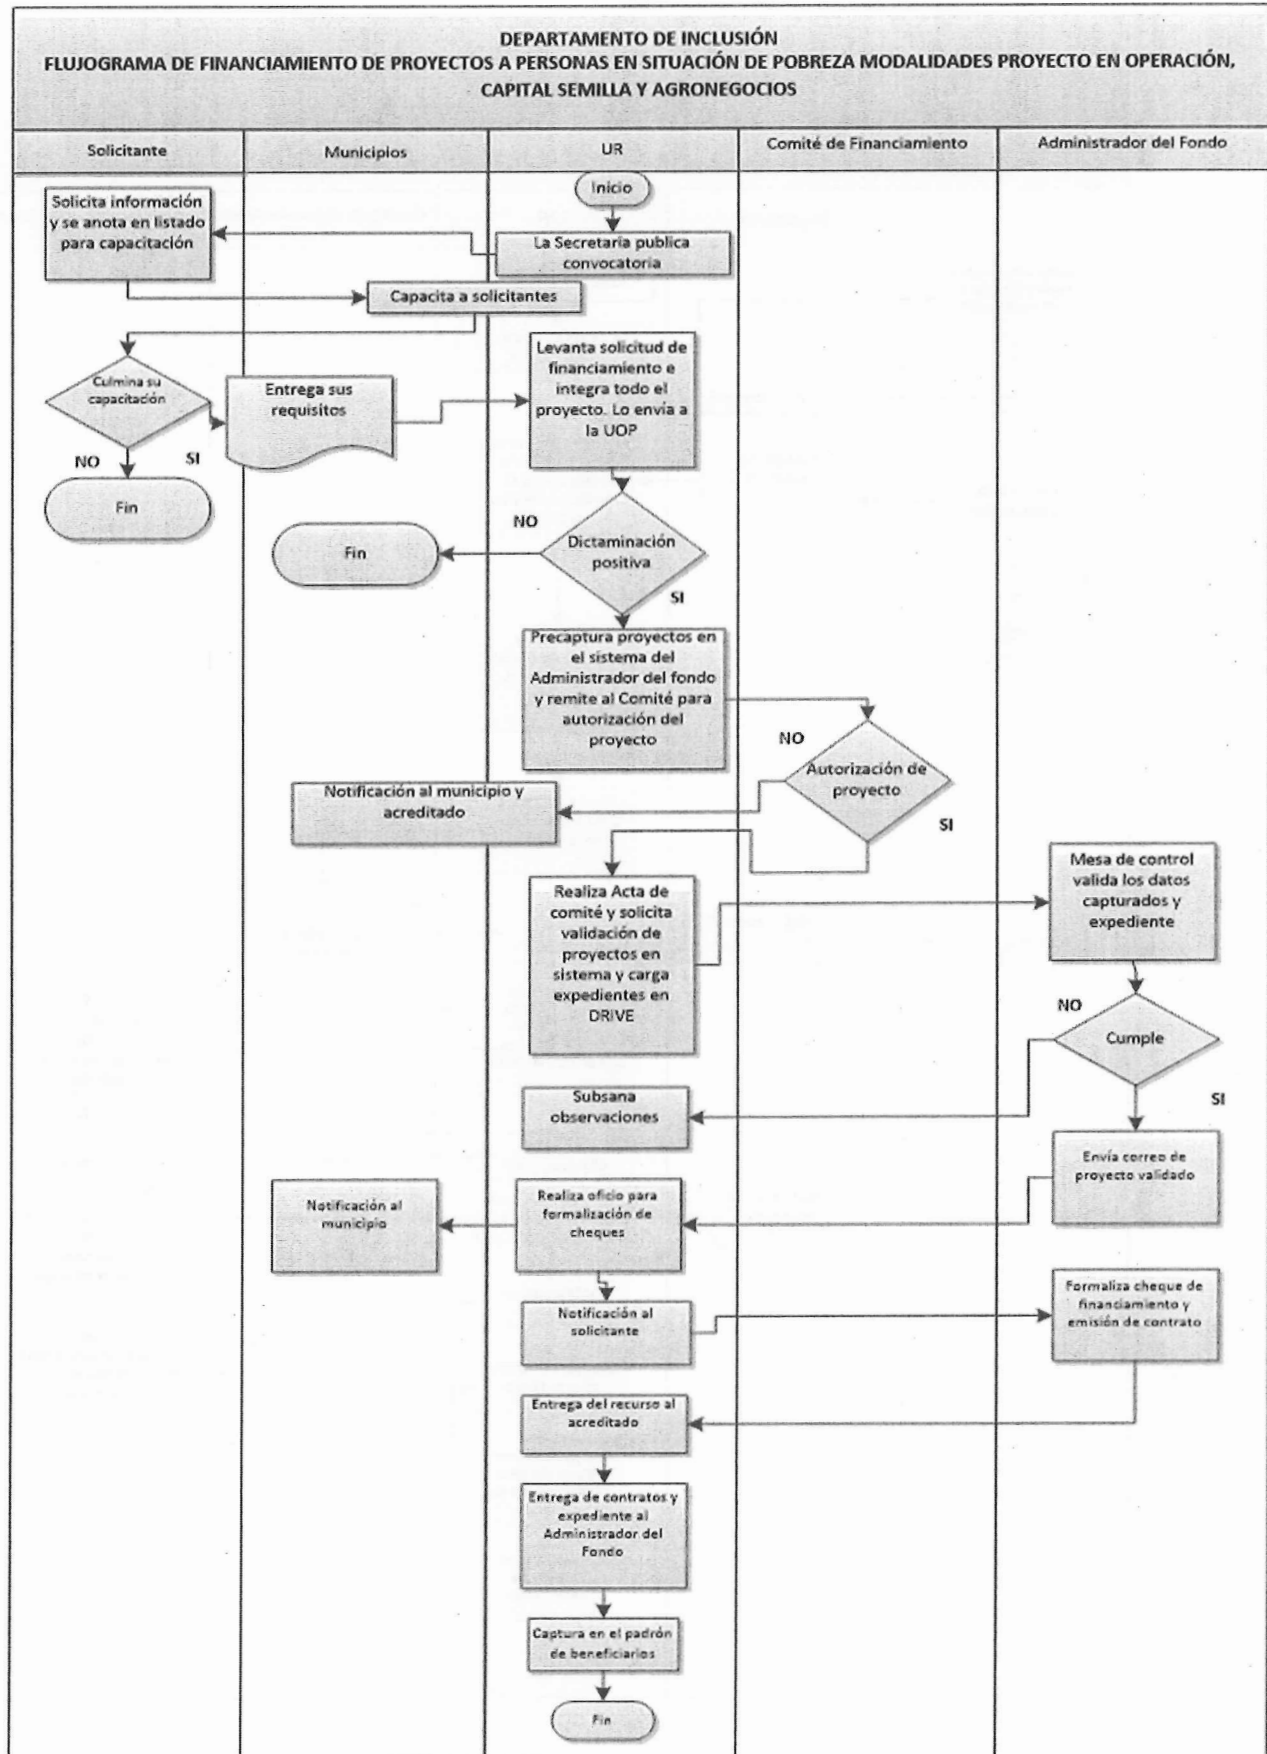 DEPARTAMENTO DE INCLUSIÓN
FLUJOGRAMA DE FINANCIAMIENTO DE PROYECTOS A PERSONAS EN SITUACIÓN DE POBREZA MODALIDADES PROYECTO EN OPERACIÓN,
CAPITAL SEMILLA Y AGRONEGOCIOS
Solicitante
Municipios
UR
Comité de Financiamiento
Administrador del Fondo
Inicio
La Secretaría publica
convocatoria
Solicita información
y se anota en listado
para capacitación
Capacita a solicitantes
Culmina su
capacitación
NO
SI
Fin
Entrega sus
requisitos
Levanta solicitud de
financiamiento e
integra todo el
proyecto. Lo envía a
la UOP
Dictaminación
positiva
NO
Fin
SI
Precaptura proyectos en
el sistema del
Administrador del fondo
y remite al Comité para
autorización del
proyecto
NO
Autorización de
proyecto
SI
Notificación al municipio y
acreditado
Realiza Acta de
comité y solicita
validación de
proyectos en
sistema y carga
expedientes en
DRIVE
Mesa de control
valida los datos
capturados y
expediente
NO
Cumple
SI
Subsana
observaciones
Envía correo de
proyecto validado
Realiza oficio para
formalización de
cheques
Notificación al
municipio
Notificación al
solicitante
Formaliza cheque de
financiamiento y
emisión de contrato
Entrega del recurso al
acreditado
Entrega de contratos y
expediente al
Administrador del
Fondo
Captura en el padrón
de beneficiarios
Fin